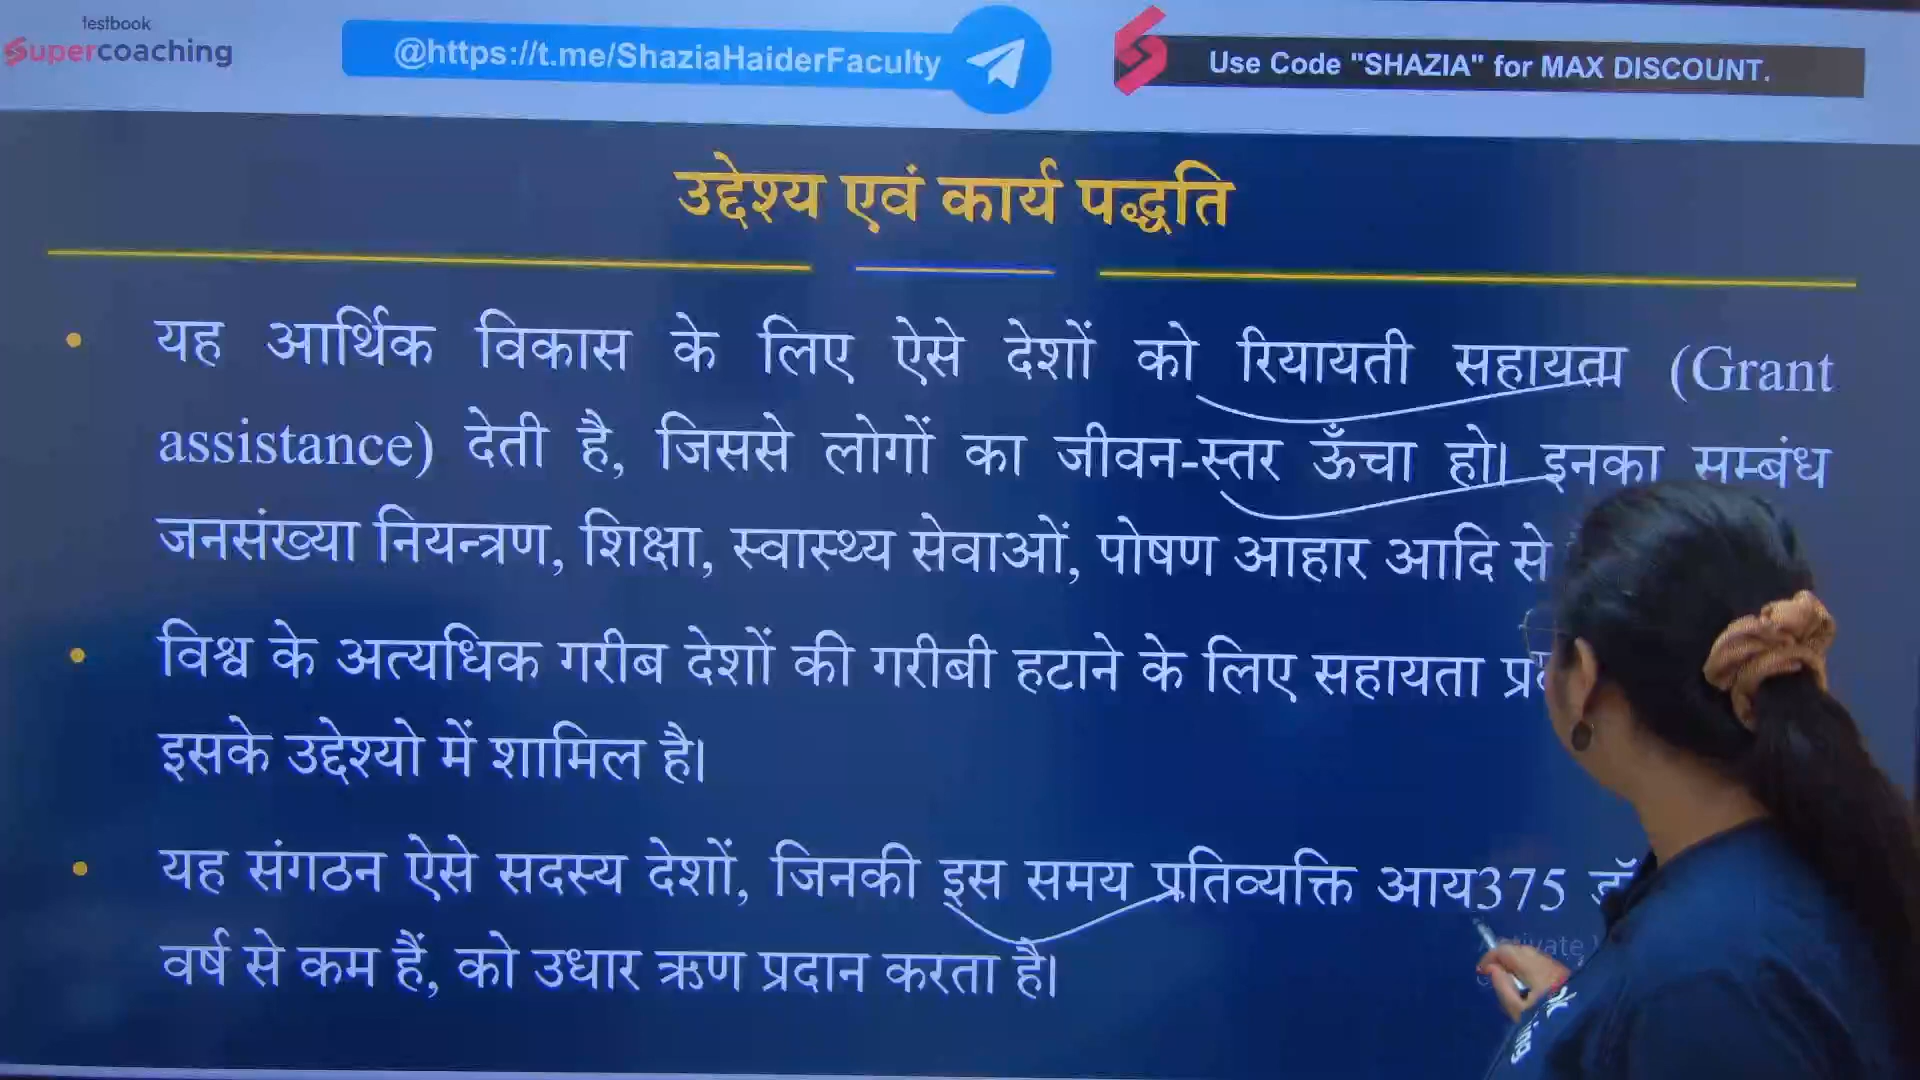 testbook
Supercoaching
@https://t.me/ShaziaHaiderFaculty
Use Code "SHAZIA" for MAX DISCOUNT.
उद्देश्य एवं कार्य पद्धति
• यह आर्थिक विकास के लिए ऐसे देशों को रियायती सहायता (Grant
assistance) देती है, जिससे लोगों का जीवन-स्तर ऊँचा हो। इनका सम्बंध
जनसंख्या नियन्त्रण, शिक्षा, स्वास्थ्य सेवाओं, पोषण आहार आदि से
• विश्व के अत्यधिक गरीब देशों की गरीबी हटाने के लिए सहायता
इसके उद्देश्यो में शामिल है।
• यह संगठन ऐसे सदस्य देशों, जिनकी इस समय प्रतिव्यक्ति आय375
वर्ष से कम हैं, को उधार ऋण प्रदान करता है।